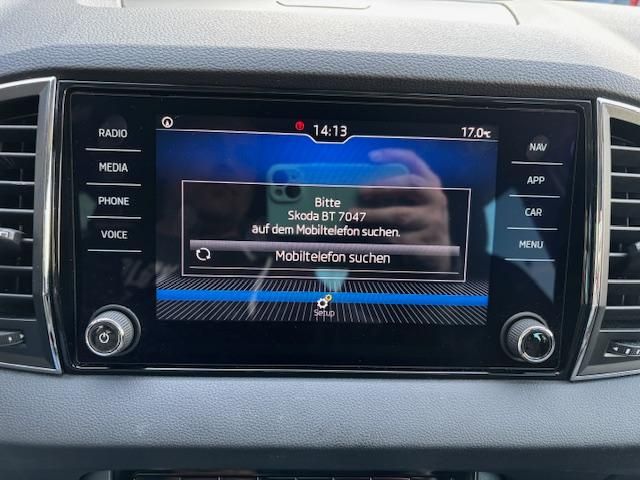 14:13
17.0°C
RADIO
MEDIA
PHONE
VOICE
Bitte
Skoda BT 7047
auf dem Mobiltelefon suchen.
Mobiltelefon suchen
Setup
NAV
APP
CAR
MENU